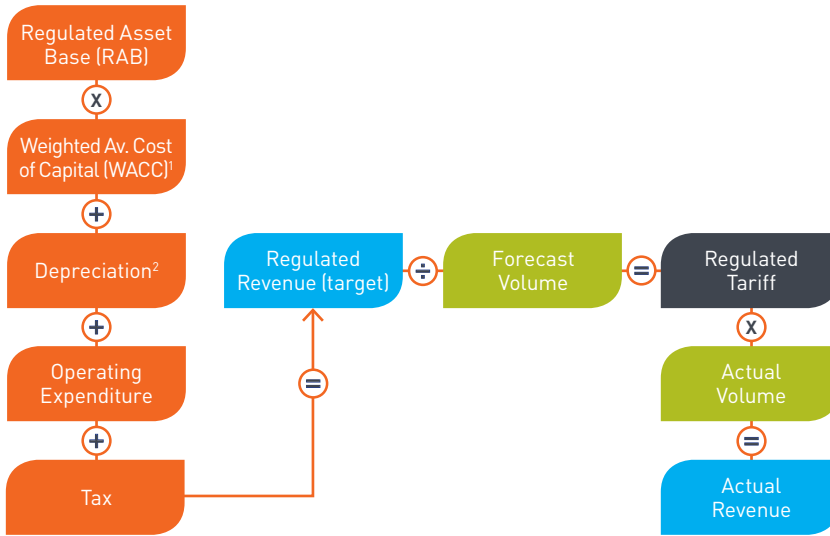 Regulated Asset
Base (RAB)
x
Weighted Av. Cost
of Capital (WACC)¹
+
Depreciation²
+
Operating
Expenditure
+
Tax
=
Regulated
Revenue (target)
÷
Forecast
Volume
=
Regulated
Tariff
x
Actual
Volume
=
Actual
Revenue